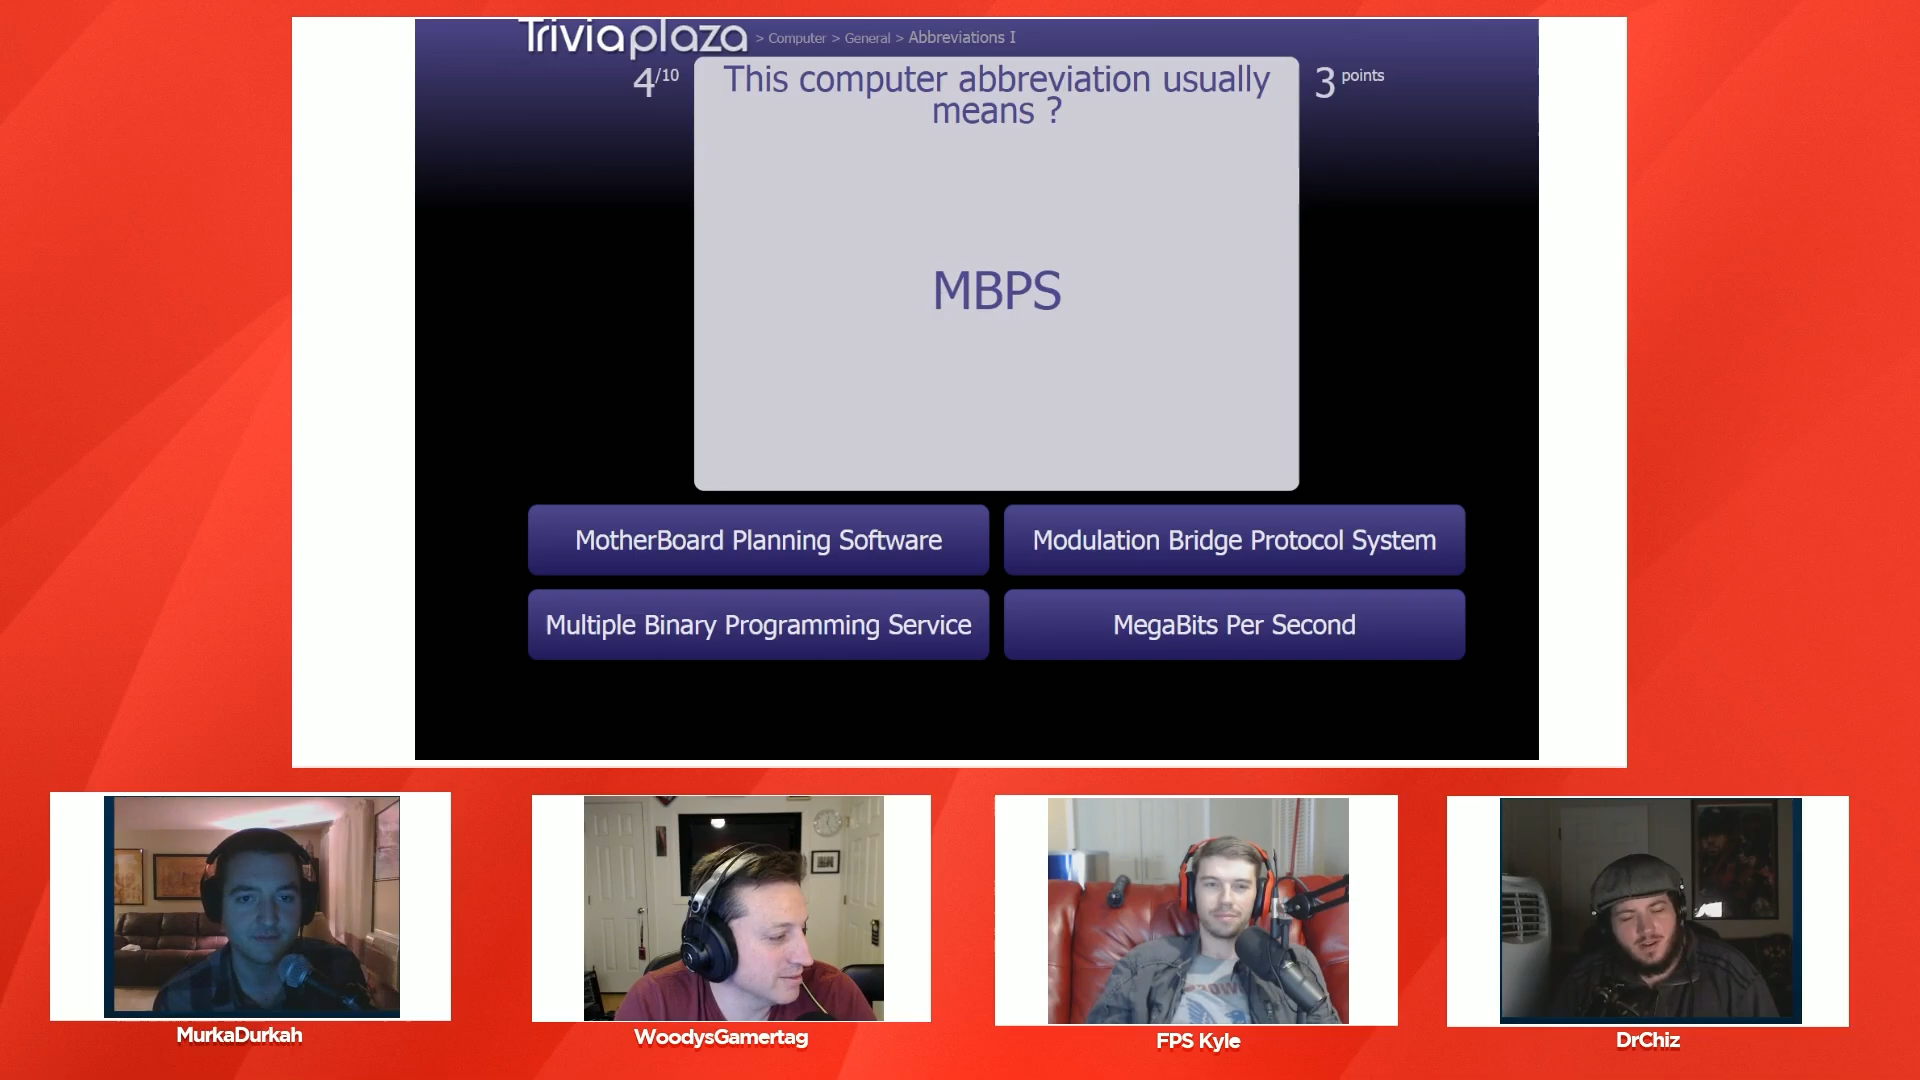 Triviaplaza > Computer > General > Abbreviations I
4/10
This computer abbreviation usually
means ?
3 points
MBPS
MotherBoard Planning Software
Modulation Bridge Protocol System
Multiple Binary Programming Service
MegaBits Per Second
MurkaDurkah
WoodysGamertag
FPS Kyle
DrChiz